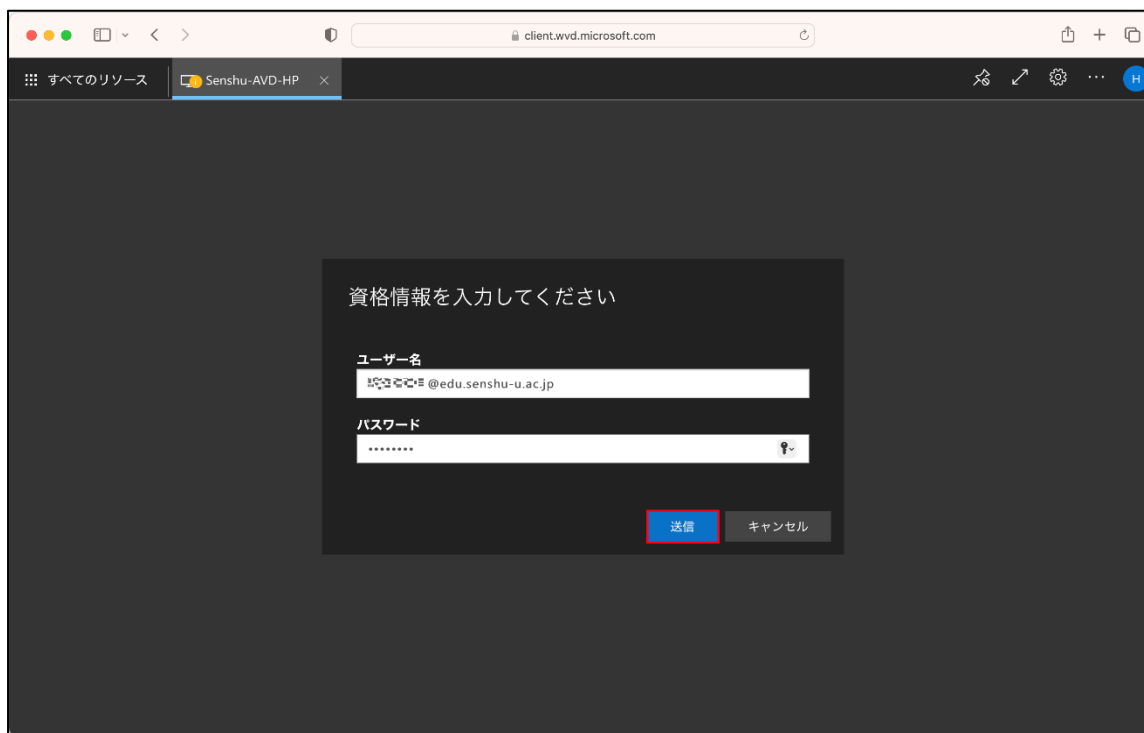 client.wvd.microsoft.com
すべてのリソース
Senshu-AVD-HP
H
資格情報を入力してください
ユーザー名
@edu.senshu-u.ac.jp
パスワード
••••••••
送信
キャンセル